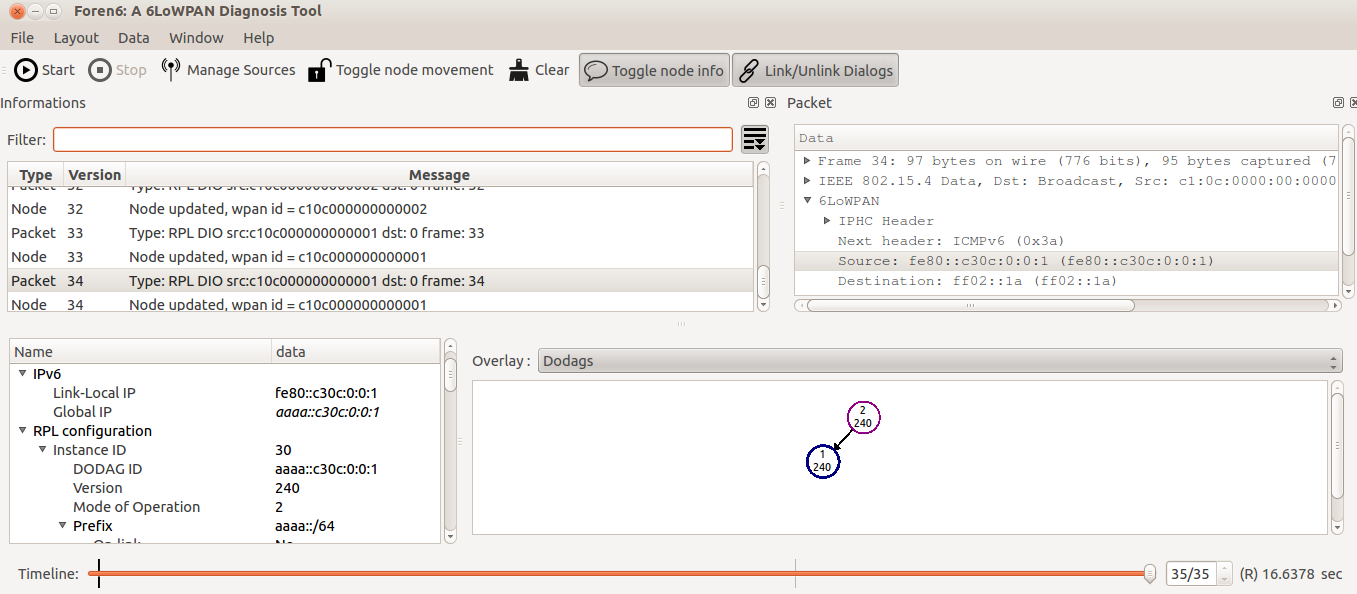 Foren6: A 6LoWPAN Diagnosis Tool
File Layout Data Window Help
Start Stop Manage Sources Toggle node movement Clear Toggle node info Link/Unlink Dialogs
Informations
Filter:
Type Version Message
Packet 32 Type: RPL DIO src:c10c000000000002 dst: 0 frame: 32
Node 32 Node updated, wpan id = c10c000000000002
Packet 33 Type: RPL DIO src:c10c000000000001 dst: 0 frame: 33
Node 33 Node updated, wpan id = c10c000000000001
Packet 34 Type: RPL DIO src:c10c000000000001 dst: 0 frame: 34
Node 34 Node updated, wpan id = c10c000000000001
Packet
Data
Frame 34: 97 bytes on wire (776 bits), 95 bytes captured (7
IEEE 802.15.4 Data, Dst: Broadcast, Src: c1:0c:0000:00:0000
6LoWPAN
IPHC Header
Next header: ICMPv6 (0x3a)
Source: fe80::c30c:0:0:1 (fe80::c30c:0:0:1)
Destination: ff02::1a (ff02::1a)
Name data
IPv6
Link-Local IP fe80::c30c:0:0:1
Global IP aaaa::c30c:0:0:1
RPL configuration
Instance ID 30
DODAG ID aaaa::c30c:0:0:1
Version 240
Mode of Operation 2
Prefix aaaa::/64
Overlay : Dodags
2
240
1
240
Timeline: 35/35 (R) 16.6378 sec